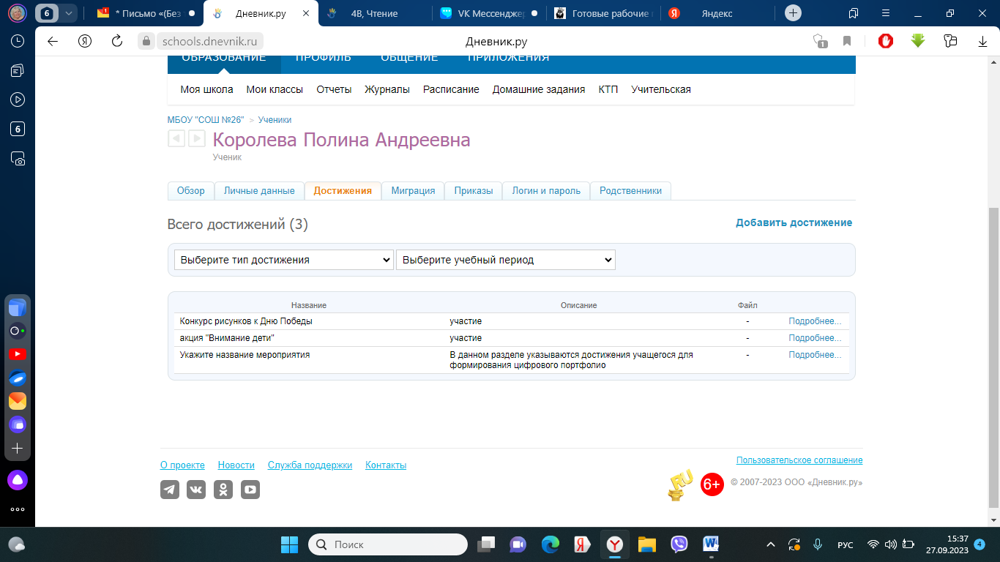 6
* Письмо «(Без
Дневник.ру
4В, Чтение
VK Мессенджер
Готовые рабочие п
Яндекс
schools.dnevnik.ru
Дневник.ру
1
ОБРАЗОВАНИЕ ПРОФИЛЬ ОБЩЕНИЕ ПРИЛОЖЕНИЯ
Моя школа Мои классы Отчеты Журналы Расписание Домашние задания КТП Учительская
МБОУ "СОШ №26" > Ученики
Королева Полина Андреевна
Ученик
6
Обзор Личные данные Достижения Миграция Приказы Логин и пароль Родственники
Всего достижений (3)
Добавить достижение
Выберите тип достижения Выберите учебный период
Название Описание Файл
Конкурс рисунков к Дню Победы участие - Подробнее...
акция "Внимание дети" участие - Подробнее...
Укажите название мероприятия В данном разделе указываются достижения учащегося для - Подробнее...
формирования цифрового портфолио
О проекте Новости Служба поддержки Контакты
Пользовательское соглашение
RU 6+ © 2007-2023 ООО «Дневник.ру»
Поиск
РУС
15:37
27.09.2023
4